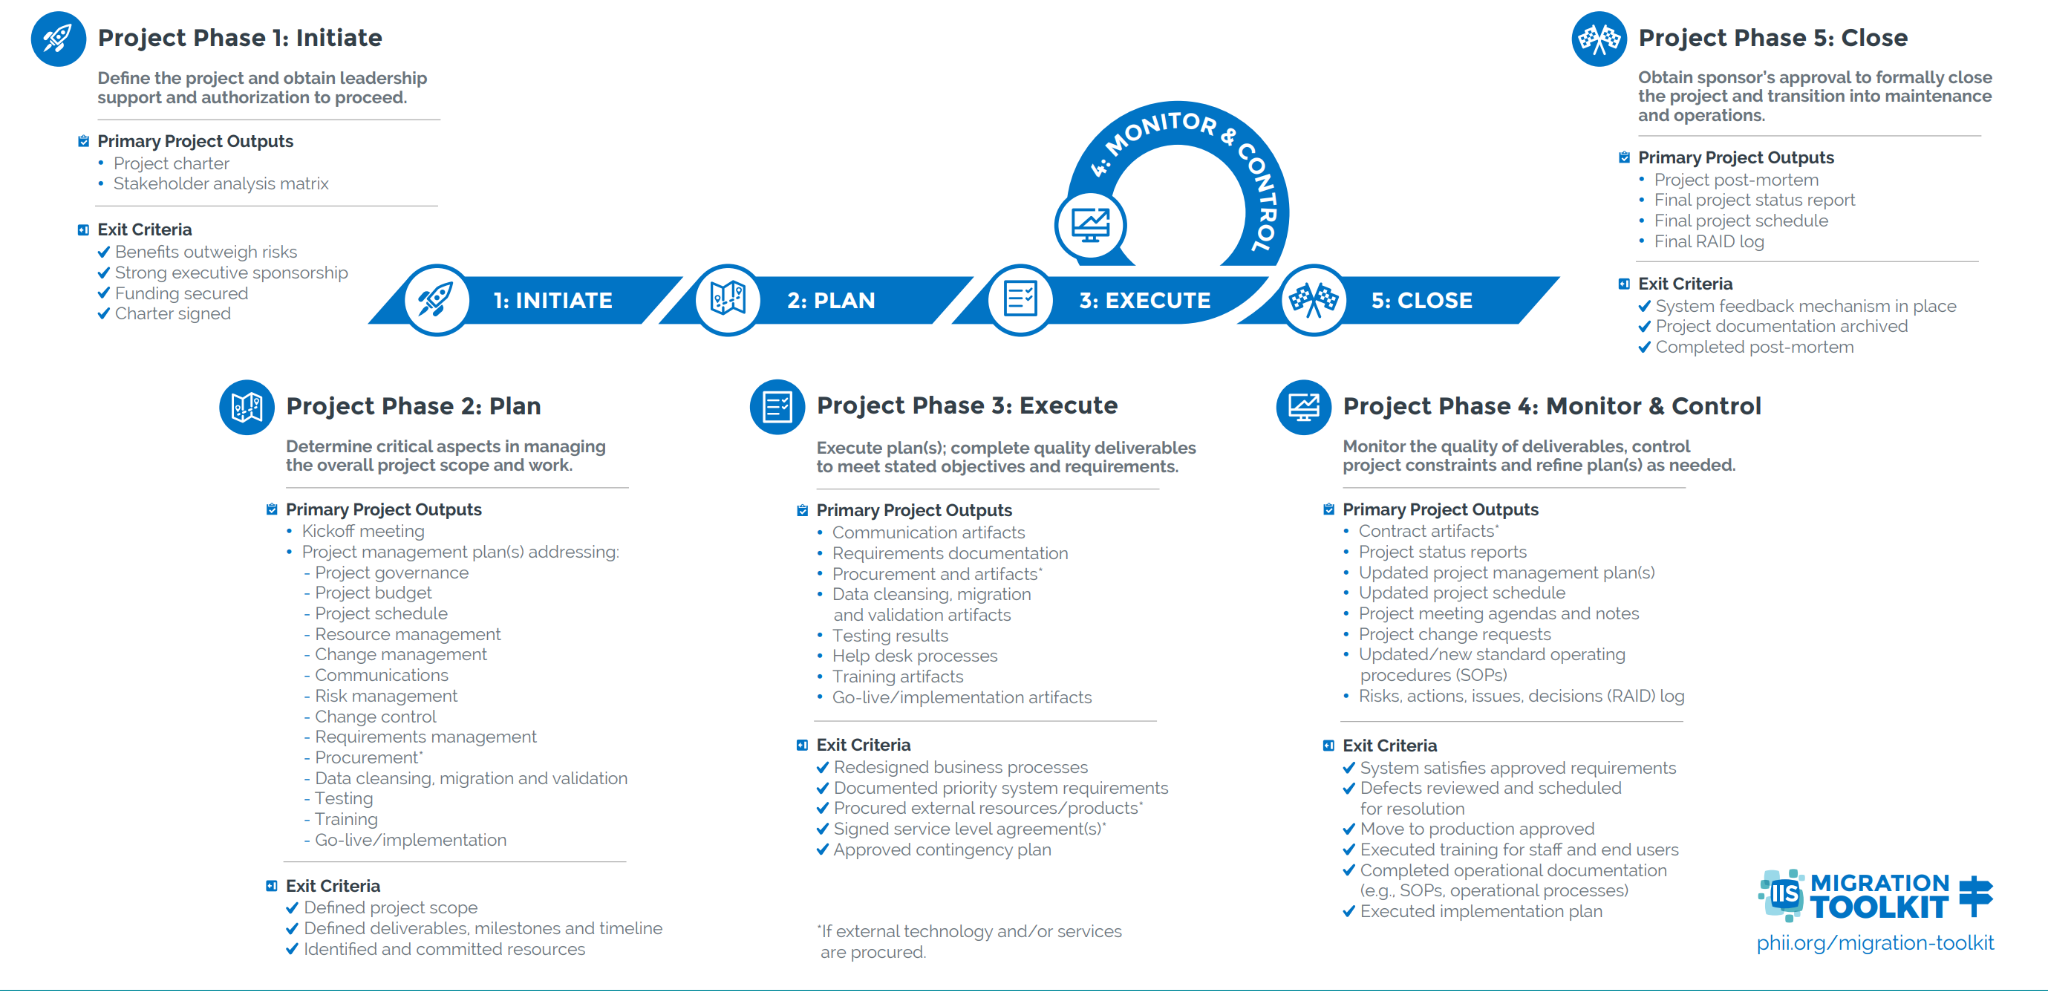 Project Phase 1: Initiate
Define the project and obtain leadership
support and authorization to proceed.
Primary Project Outputs
• Project charter
• Stakeholder analysis matrix
Exit Criteria
✔ Benefits outweigh risks
✔ Strong executive sponsorship
✔ Funding secured
✔ Charter signed
1: INITIATE
2: PLAN
3: EXECUTE
4: MONITOR & CONTROL
5: CLOSE
Project Phase 5: Close
Obtain sponsor's approval to formally close
the project and transition into maintenance
and operations.
Primary Project Outputs
• Project post-mortem
• Final project status report
• Final project schedule
• Final RAID log
Exit Criteria
✔ System feedback mechanism in place
✔ Project documentation archived
✔ Completed post-mortem
Project Phase 2: Plan
Determine critical aspects in managing
the overall project scope and work.
Primary Project Outputs
• Kickoff meeting
• Project management plan(s) addressing:
- Project governance
- Project budget
- Project schedule
- Resource management
- Change management
- Communications
- Risk management
- Change control
- Requirements management
- Procurement*
- Data cleansing, migration and validation
- Testing
- Training
- Go-live/implementation
Exit Criteria
✔ Defined project scope
✔ Defined deliverables, milestones and timeline
✔ Identified and committed resources
Project Phase 3: Execute
Execute plan(s); complete quality deliverables
to meet stated objectives and requirements.
Primary Project Outputs
• Communication artifacts
• Requirements documentation
• Procurement and artifacts*
• Data cleansing, migration
and validation artifacts
• Testing results
• Help desk processes
• Training artifacts
• Go-live/implementation artifacts
Exit Criteria
✔ Redesigned business processes
✔ Documented priority system requirements
✔ Procured external resources/products*
✔ Signed service level agreement(s)*
✔ Approved contingency plan
*If external technology and/or services
are procured.
Project Phase 4: Monitor & Control
Monitor the quality of deliverables, control
project constraints and refine plan(s) as needed.
Primary Project Outputs
• Contract artifacts*
• Project status reports
• Updated project management plan(s)
• Updated project schedule
• Project meeting agendas and notes
• Project change requests
• Updated/new standard operating
procedures (SOPs)
• Risks, actions, issues, decisions (RAID) log
Exit Criteria
✔ System satisfies approved requirements
✔ Defects reviewed and scheduled
for resolution
✔ Move to production approved
✔ Executed training for staff and end users
✔ Completed operational documentation
(e.g., SOPs, operational processes)
✔ Executed implementation plan
IIS
MIGRATION
TOOLKIT
phii.org/migration-toolkit